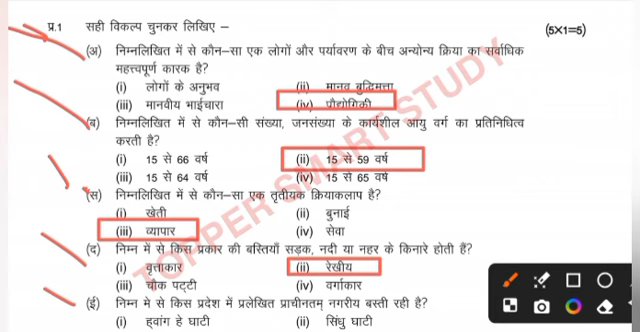 प्र.1 सही विकल्प चुनकर लिखिए – (5X1=5)
(अ) निम्नलिखित में से कौन–सा एक लोगों और पर्यावरण के बीच अन्योन्य क्रिया का सर्वाधिक
महत्त्वपूर्ण कारक है?
(i) लोगों के अनुभव (ii) मानव बुद्धिमत्ता
(iii) मानवीय भाईचारा (iv) प्रौद्योगिकी
(ब) निम्नलिखित में से कौन–सी संख्या, जनसंख्या के कार्यशील आयु वर्ग का प्रतिनिधित्व
करती है?
(i) 15 से 66 वर्ष (ii) 15 से 59 वर्ष
(iii) 15 से 64 वर्ष (iv) 15 से 65 वर्ष
(स) निम्नलिखित में से कौन–सा एक तृतीयक क्रियाकलाप है?
(i) खेती (ii) बुनाई
(iii) व्यापार (iv) सेवा
(द) निम्न में से किस प्रकार की बस्तियाँ सड़क, नदी या नहर के किनारे होती हैं?
(i) वृत्ताकार (ii) रेखीय
(iii) चौक पट्टी (iv) वर्गाकार
(ई) निम्न मे से किस प्रदेश में प्रलेखित प्राचीनतम् नगरीय बस्ती रही है?
(i) ह्वांग हे घाटी (ii) सिंधु घाटी
TOPPER SMART STUDY